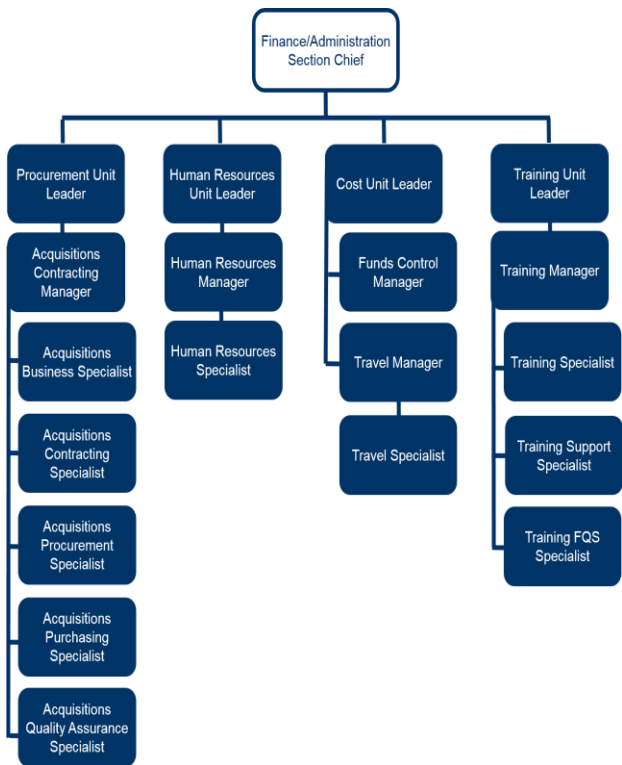 Finance/Administration
Section Chief
Procurement Unit
Leader
Acquisitions
Contracting
Manager
Acquisitions
Business Specialist
Acquisitions
Contracting
Specialist
Acquisitions
Procurement
Specialist
Acquisitions
Purchasing
Specialist
Acquisitions
Quality Assurance
Specialist
Human Resources
Unit Leader
Human Resources
Manager
Human Resources
Specialist
Cost Unit Leader
Funds Control
Manager
Travel Manager
Travel Specialist
Training Unit
Leader
Training Manager
Training Specialist
Training Support
Specialist
Training FQS
Specialist